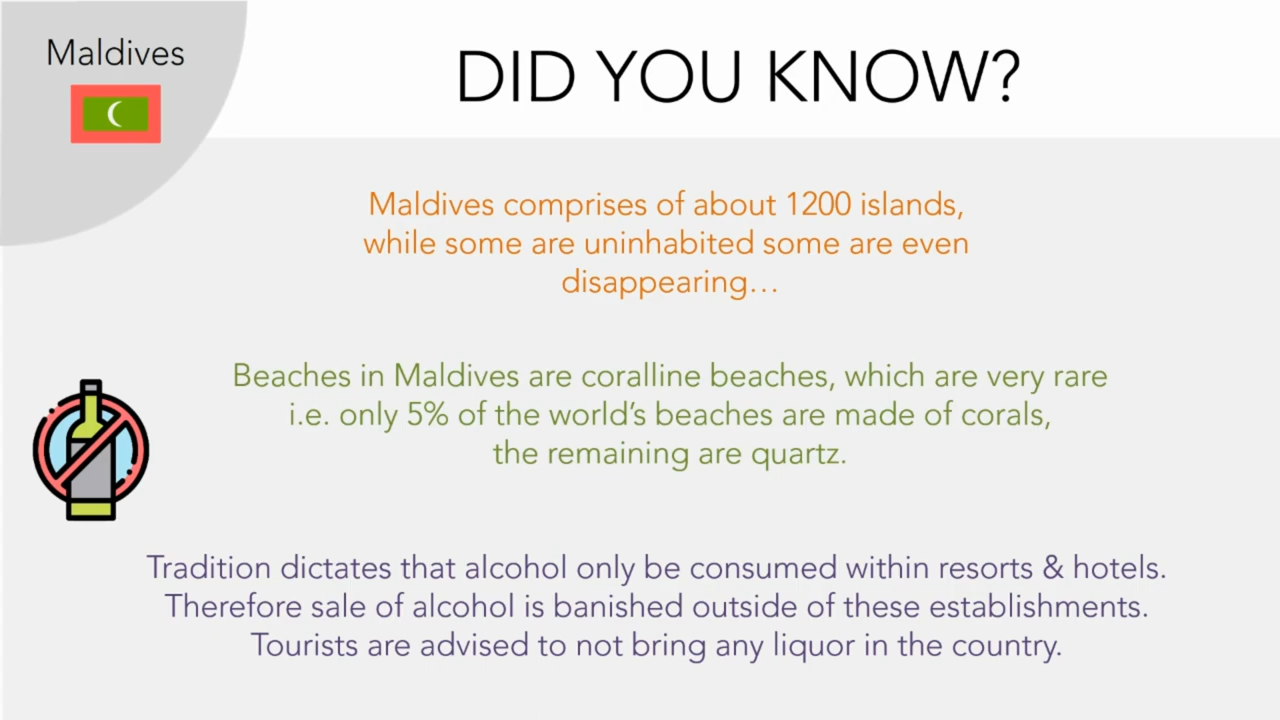 Maldives
DID YOU KNOW?
Maldives comprises of about 1200 islands,
while some are uninhabited some are even
disappearing…
Beaches in Maldives are coralline beaches, which are very rare
i.e. only 5% of the world’s beaches are made of corals,
the remaining are quartz.
Tradition dictates that alcohol only be consumed within resorts & hotels.
Therefore sale of alcohol is banished outside of these establishments.
Tourists are advised to not bring any liquor in the country.